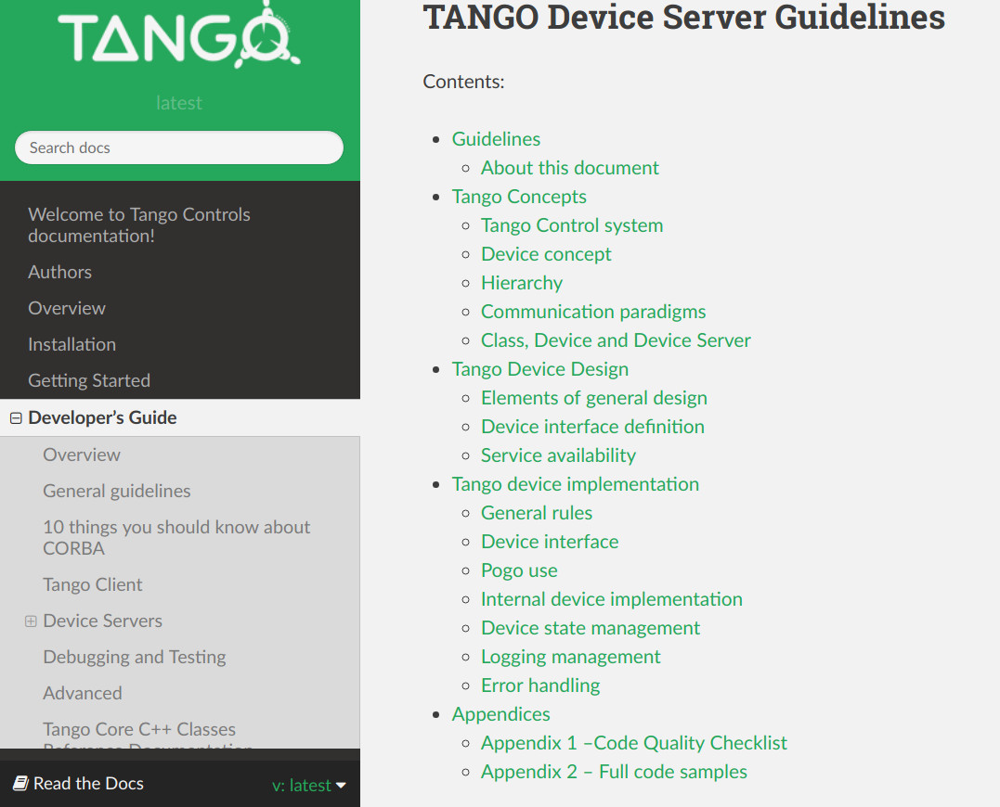 TANGO
latest
Search docs
Welcome to Tango Controls
documentation!
Authors
Overview
Installation
Getting Started
Developer's Guide
Overview
General guidelines
10 things you should know about
CORBA
Tango Client
Device Servers
Debugging and Testing
Advanced
Tango Core C++ Classes
Reference Documentation
Read the Docs
v: latest
TANGO Device Server Guidelines
Contents:
Guidelines
About this document
Tango Concepts
Tango Control system
Device concept
Hierarchy
Communication paradigms
Class, Device and Device Server
Tango Device Design
Elements of general design
Device interface definition
Service availability
Tango device implementation
General rules
Device interface
Pogo use
Internal device implementation
Device state management
Logging management
Error handling
Appendices
Appendix 1 –Code Quality Checklist
Appendix 2 – Full code samples